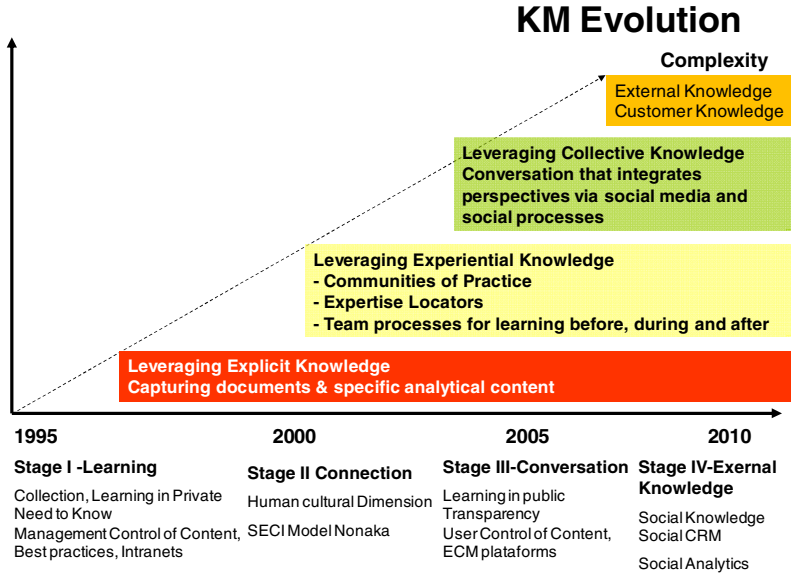 KM Evolution
Complexity
External Knowledge
Customer Knowledge
Leveraging Collective Knowledge
Conversation that integrates
perspectives via social media and
social processes
Leveraging Experiential Knowledge
- Communities of Practice
- Expertise Locators
- Team processes for learning before, during and after
Leveraging Explicit Knowledge
Capturing documents & specific analytical content
1995
2000
2005
2010
Stage I -Learning
Collection, Learning in Private
Need to Know
Management Control of Content,
Best practices, Intranets
Stage II Connection
Human cultural Dimension
SECI Model Nonaka
Stage III-Conversation
Learning in public
Transparency
User Control of Content,
ECM plataforms
Stage IV-Exernal
Knowledge
Social Knowledge
Social CRM
Social Analytics